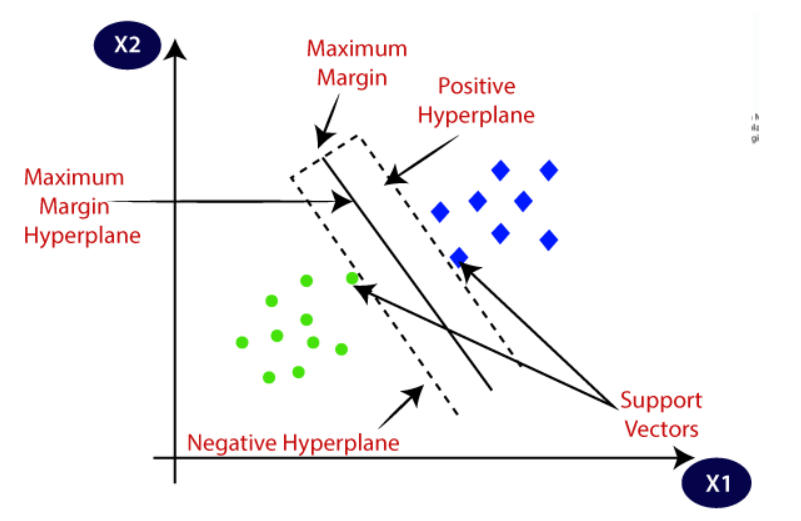 X2
Maximum
Margin
Positive
Hyperplane
Maximum
Margin
Hyperplane
Support
Vectors
Negative Hyperplane
X1